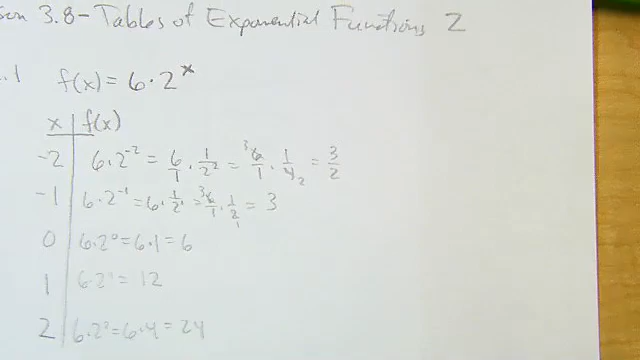 3.8 - Tables of Exponential Functions 2
.1 f(x) = 6·2^x
x | f(x)
-2 | 6·2^-2 = 6/1 · 1/2^2 = 6/1 · 1/4 = 3/2
-1 | 6·2^-1 = 6·1/2^1 = 6/1 · 1/2 = 3
0 | 6·2^0 = 6·1 = 6
1 | 6·2^1 = 12
2 | 6·2^2 = 6·4 = 24